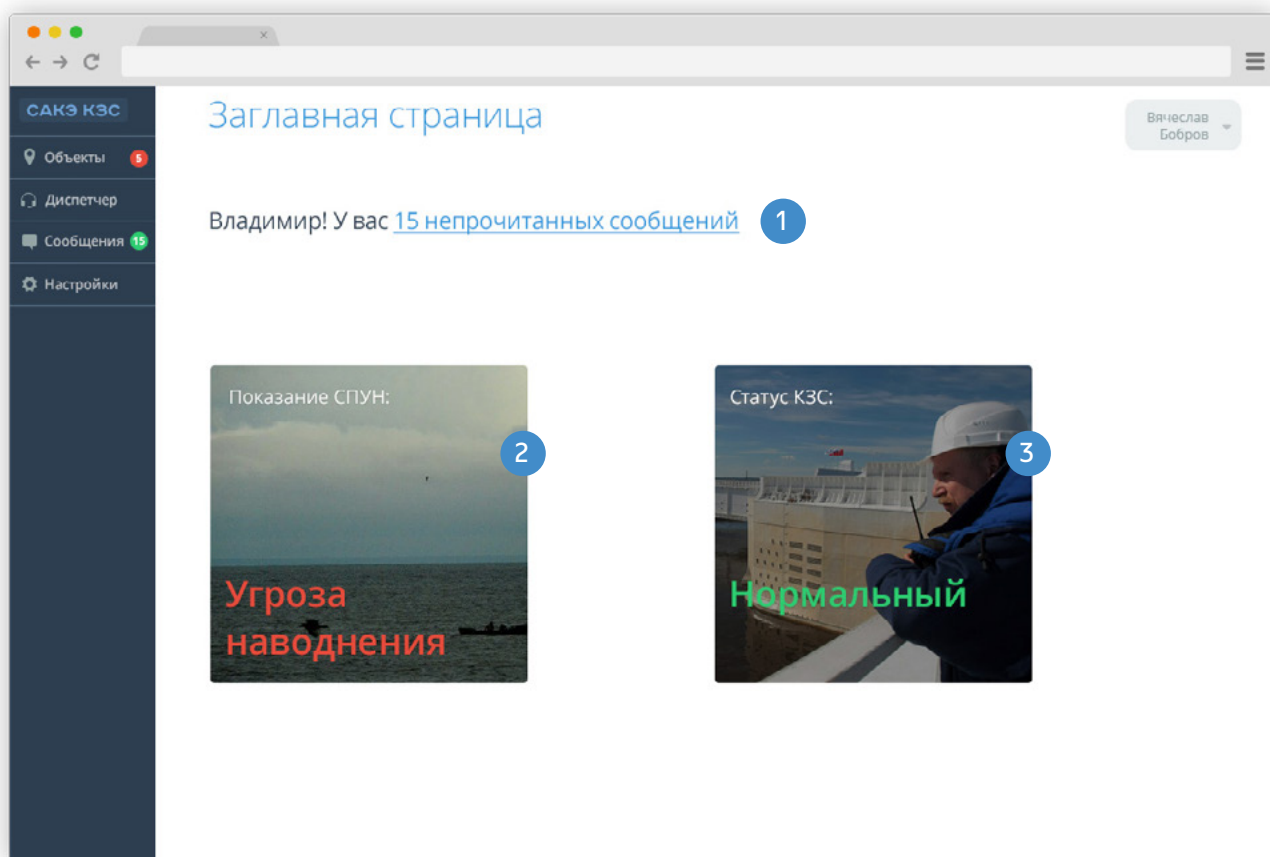 САКЭ КЗС
Объекты 5
Диспетчер
Сообщения 15
Настройки
Заглавная страница
Вячеслав
Бобров
Владимир! У вас 15 непрочитанных сообщений 1
Показание СПУН:
2
Угроза
наводнения
Статус КЗС:
3
Нормальный